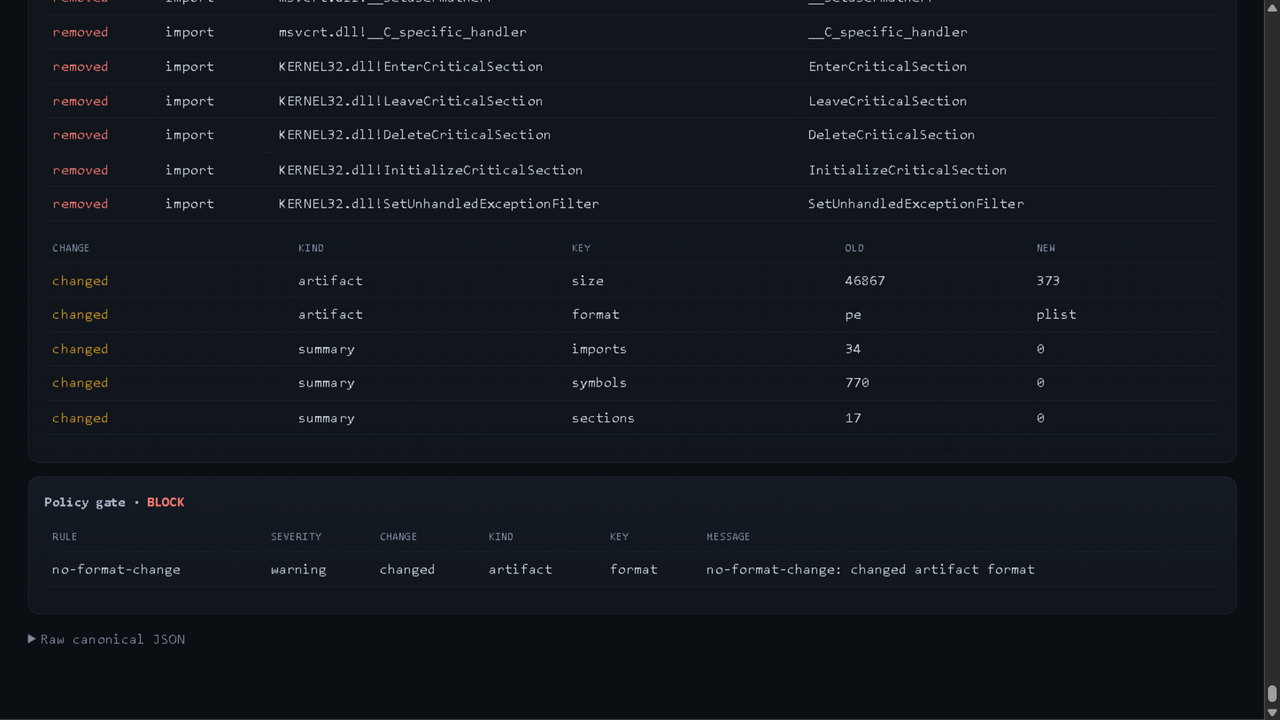 removed import msvcrt.dll!__C_specific_handler __C_specific_handler
removed import KERNEL32.dll!EnterCriticalSection EnterCriticalSection
removed import KERNEL32.dll!LeaveCriticalSection LeaveCriticalSection
removed import KERNEL32.dll!DeleteCriticalSection DeleteCriticalSection
removed import KERNEL32.dll!InitializeCriticalSection InitializeCriticalSection
removed import KERNEL32.dll!SetUnhandledExceptionFilter SetUnhandledExceptionFilter
CHANGE KIND KEY OLD NEW
changed artifact size 46867 373
changed artifact format pe plist
changed summary imports 34 0
changed summary symbols 770 0
changed summary sections 17 0
Policy gate · BLOCK
RULE SEVERITY CHANGE KIND KEY MESSAGE
no-format-change warning changed artifact format no-format-change: changed artifact format
▶ Raw canonical JSON